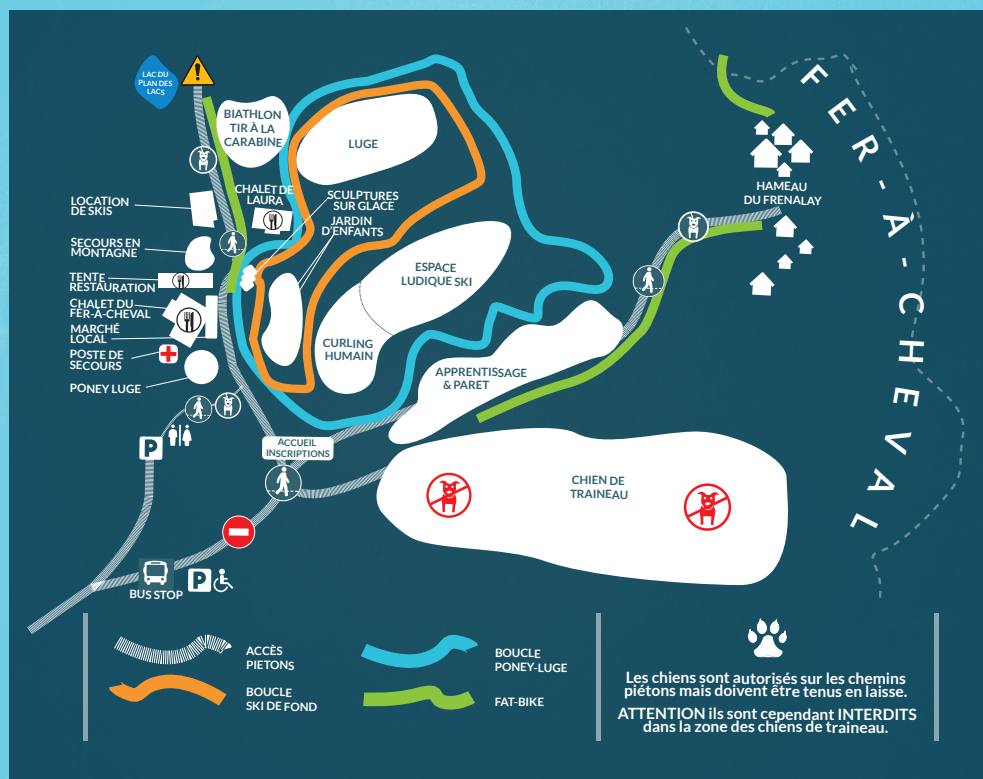 LAC DU
PLAN DES
LACS
BIATHLON
TIR À LA
CARABINE
LUGE
CHALET DE
LAURA
SCULPTURES
SUR GLACE
JARDIN
D'ENFANTS
LOCATION
DE SKIS
SECOURS EN
MONTAGNE
TENTE
RESTAURATION
CHALET DU
FER-À-CHEVAL
MARCHÉ
LOCAL
POSTE DE
SECOURS
PONEY LUGE
ESPACE
LUDIQUE SKI
CURLING
HUMAIN
APPRENTISSAGE
& PARET
HAMEAU
DU FRENALAY
FER-À-CHEVAL
P
ACCUEIL
INSCRIPTIONS
CHIEN DE
TRAINEAU
BUS STOP
P
ACCÈS
PIETONS
BOUCLE
SKI DE FOND
BOUCLE
PONEY-LUGE
FAT-BIKE
Les chiens sont autorisés sur les chemins
piétons mais doivent être tenus en laisse.
ATTENTION ils sont cependant INTERDITS
dans la zone des chiens de traineau.